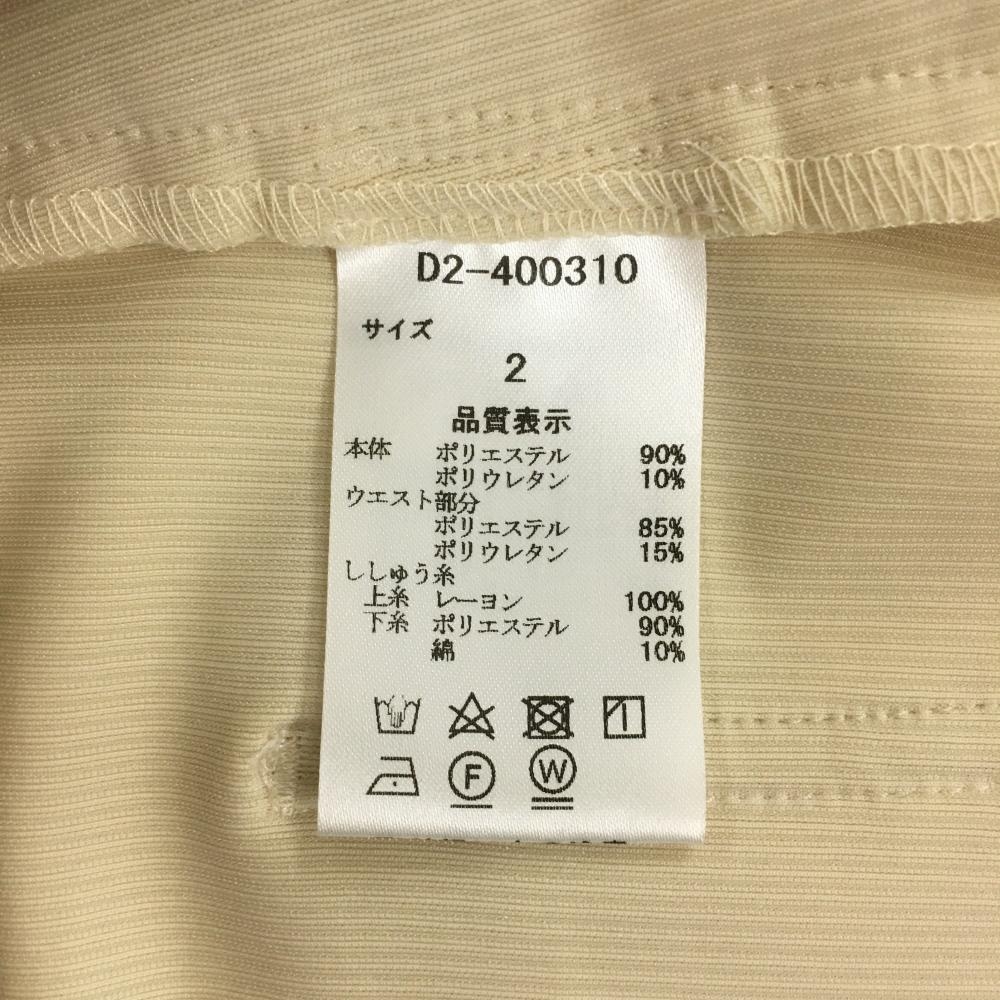 D2-400310
サイズ
2
品質表示
本体 ポリエステル 90%
ポリウレタン 10%
ウエスト部分
ポリエステル 85%
ポリウレタン 15%
ししゅう糸
上糸 レーヨン 100%
下糸 ポリエステル 90%
綿 10%
F W